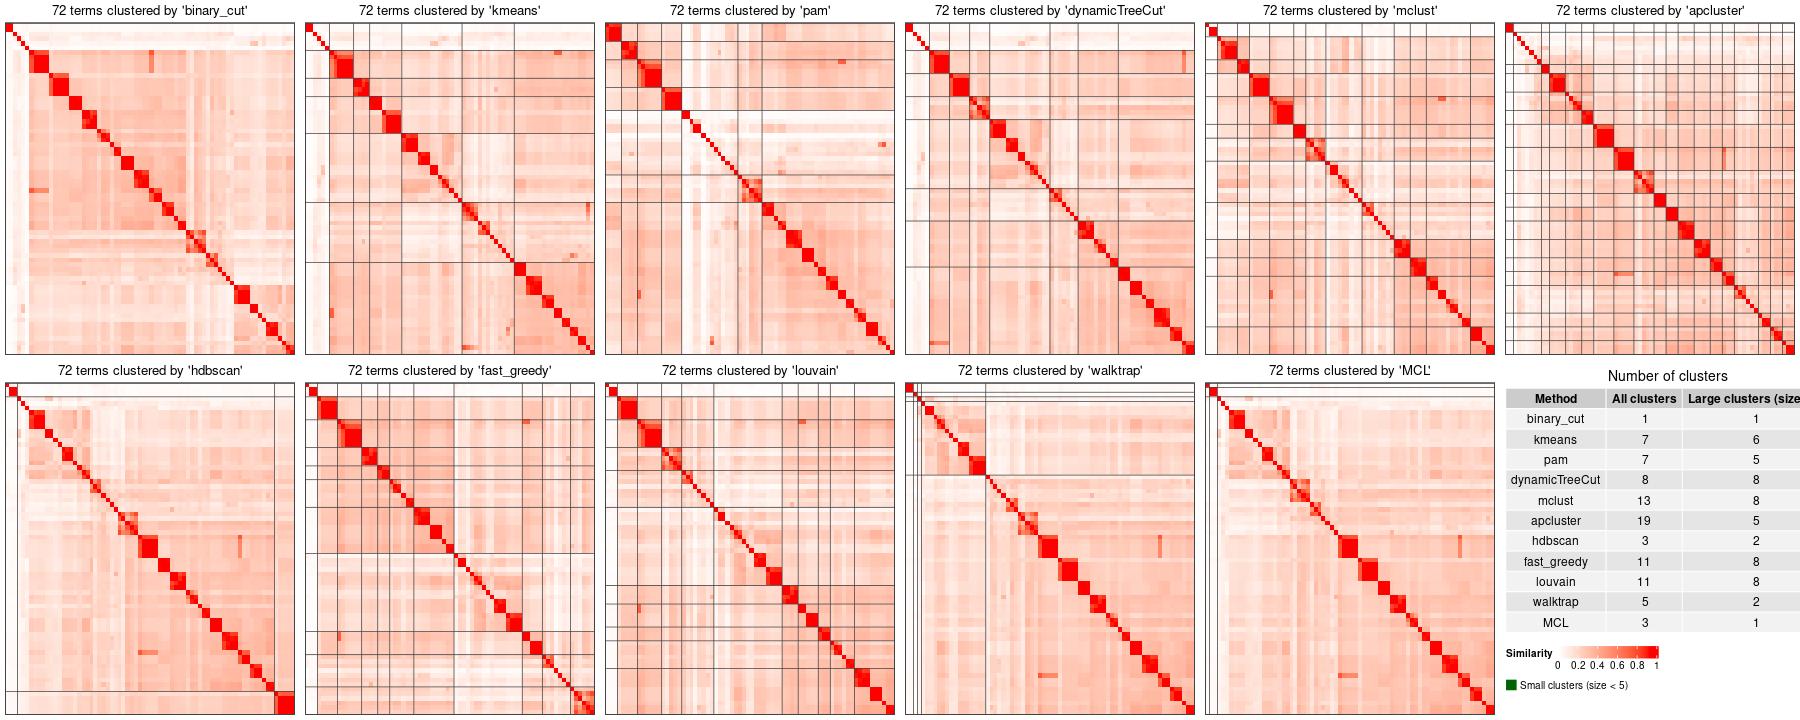 72 terms clustered by 'binary_cut'
72 terms clustered by 'kmeans'
72 terms clustered by 'pam'
72 terms clustered by 'dynamicTreeCut'
72 terms clustered by 'mclust'
72 terms clustered by 'apcluster'
72 terms clustered by 'hdbscan'
72 terms clustered by 'fast_greedy'
72 terms clustered by 'louvain'
72 terms clustered by 'walktrap'
72 terms clustered by 'MCL'
Number of clusters
Method All clusters Large clusters (size
binary_cut 1 1
kmeans 7 6
pam 7 5
dynamicTreeCut 8 8
mclust 13 8
apcluster 19 5
hdbscan 3 2
fast_greedy 11 8
louvain 11 8
walktrap 5 2
MCL 3 1
Similarity
0 0.2 0.4 0.6 0.8 1
Small clusters (size < 5)